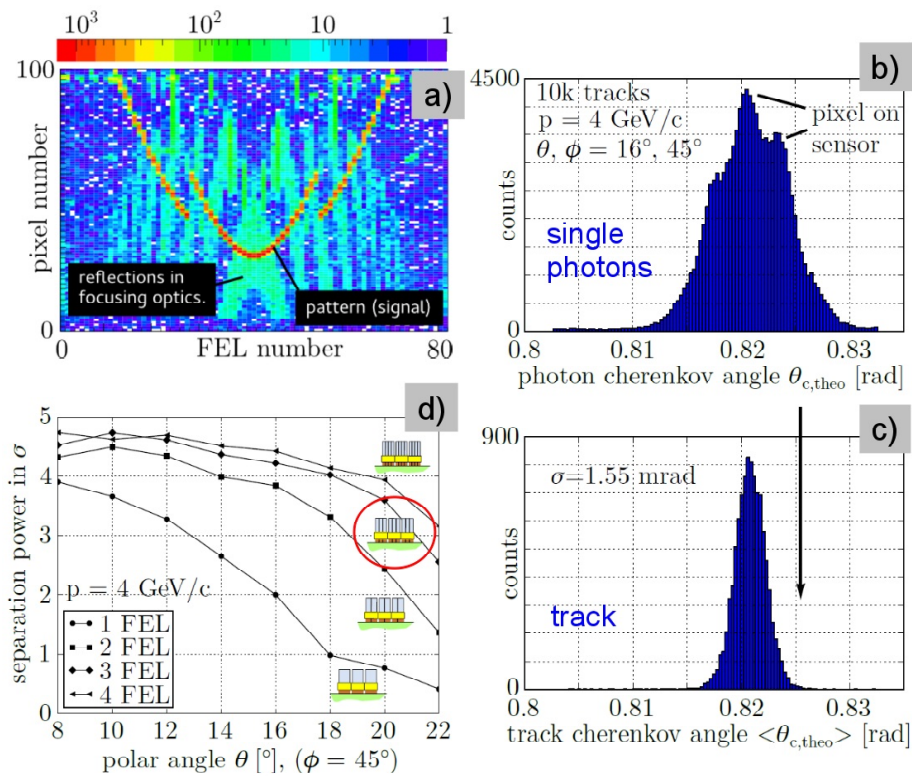 10³ 10² 10 1
100
a)
pixel number
reflections in
focusing optics.
pattern (signal)
0
0 FEL number 80
b)
4500
10k tracks
p = 4 GeV/c
θ, ϕ = 16°, 45°
pixel on
sensor
counts
single
photons
0
0.8 0.81 0.82 0.83
photon cherenkov angle θc,theo [rad]
c)
900
σ=1.55 mrad
counts
track
0
0.8 0.81 0.82 0.83
track cherenkov angle <θc,theo> [rad]
d)
5
4
3
2
1
0
separation power in σ
p = 4 GeV/c
1 FEL
2 FEL
3 FEL
4 FEL
8 10 12 14 16 18 20 22
polar angle θ [°], (ϕ = 45°)